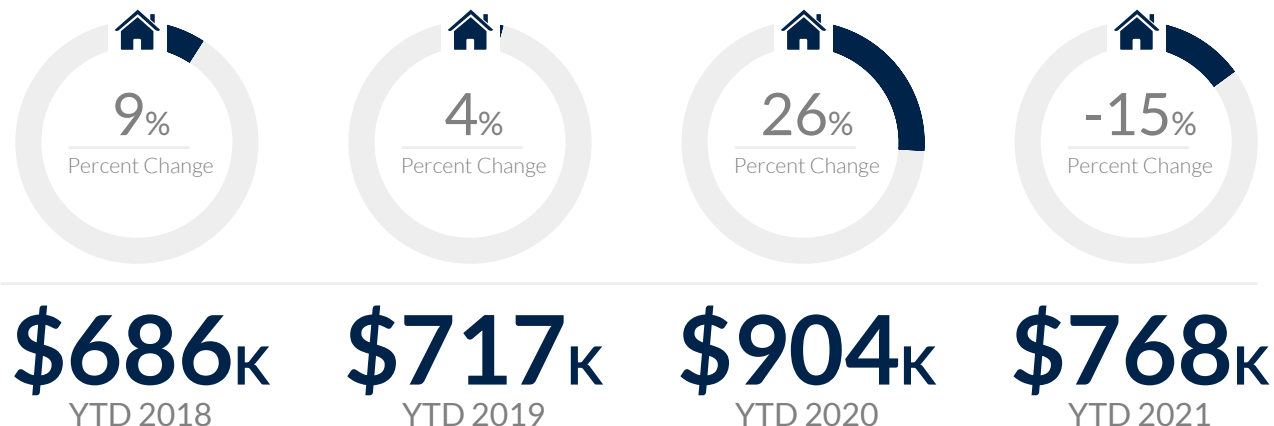 9%
Percent Change
$686K
YTD 2018
4%
Percent Change
$717K
YTD 2019
26%
Percent Change
$904K
YTD 2020
-15%
Percent Change
$768K
YTD 2021